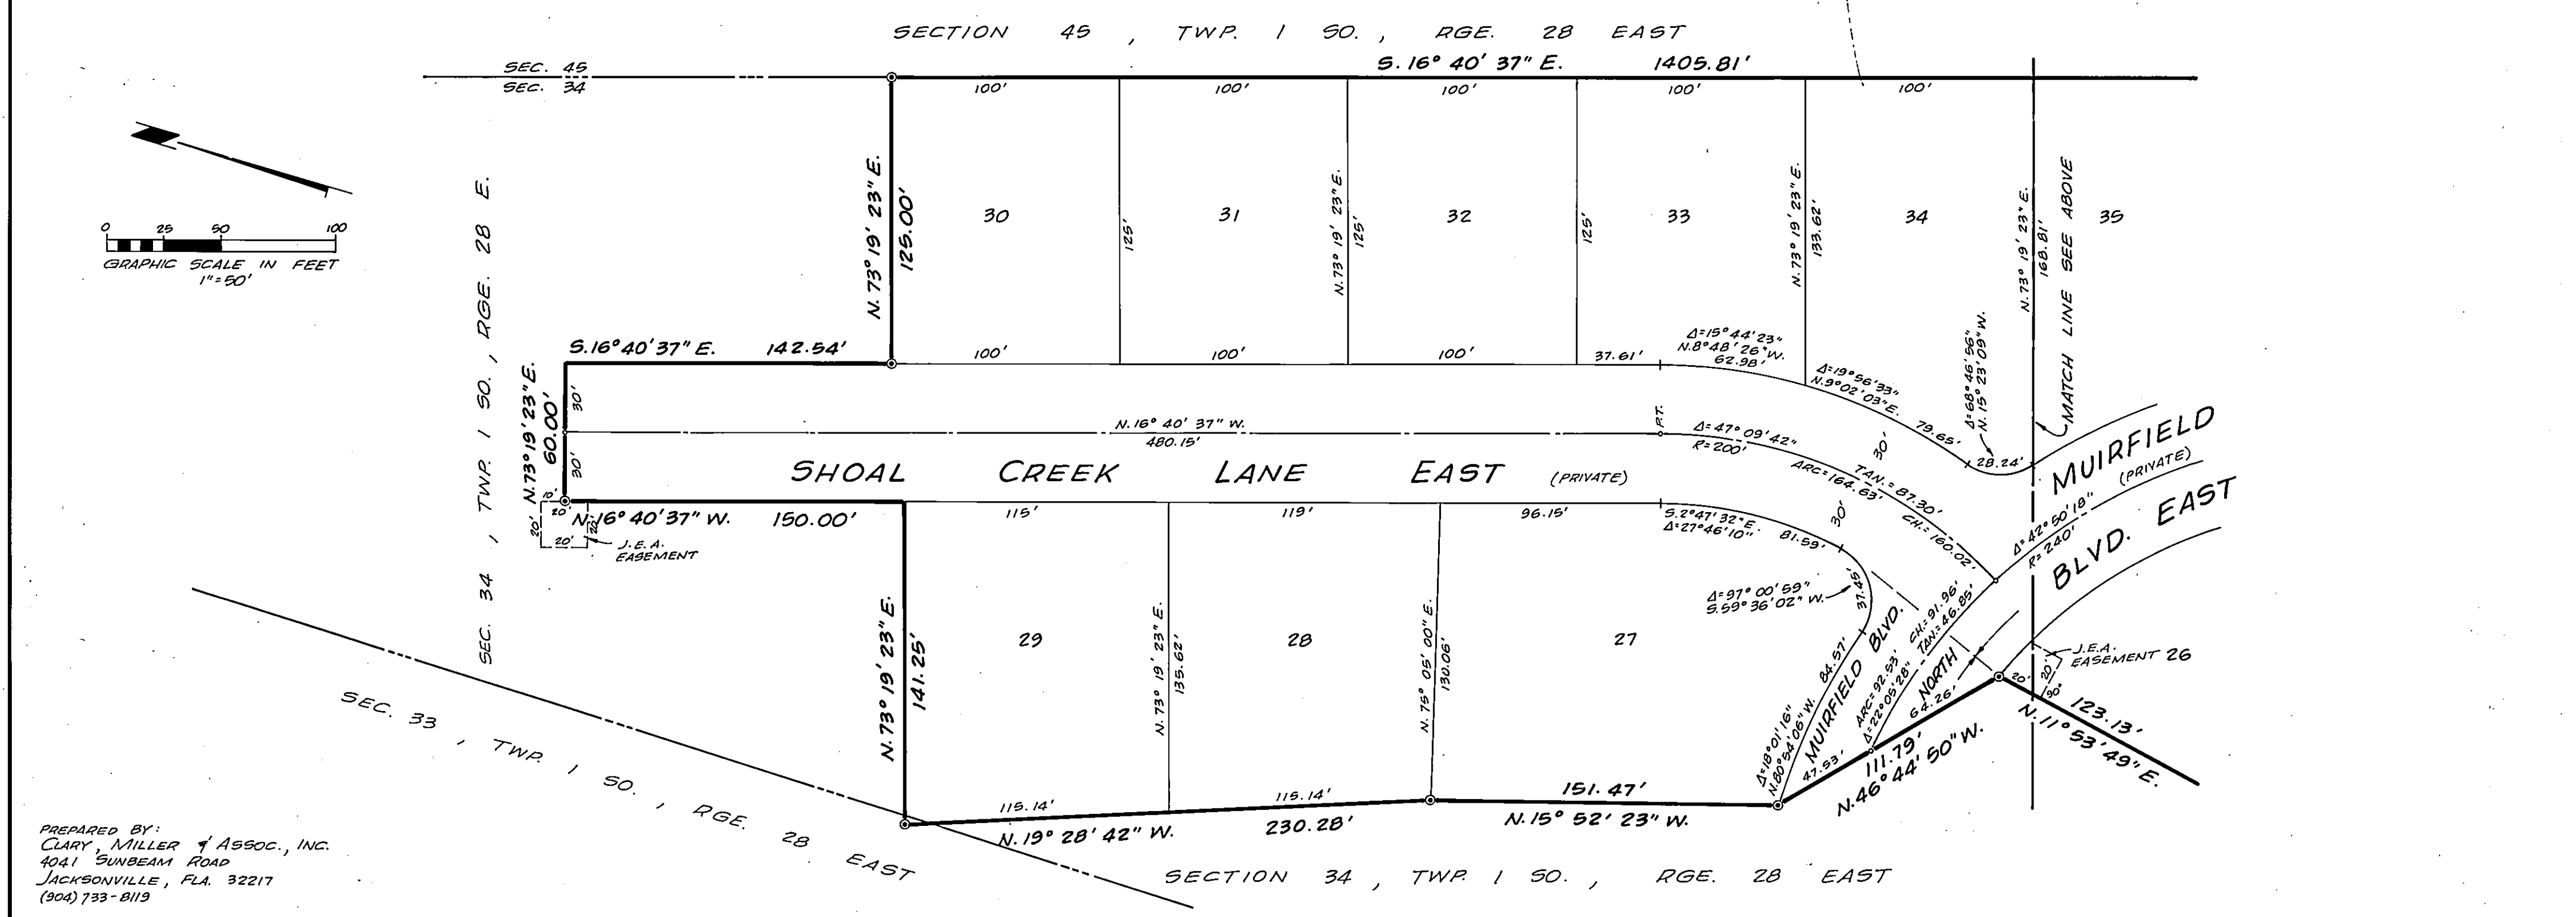 SECTION 45 , TWP. 1 SO., RGE. 28 EAST
SEC. 45
SEC. 34
S. 16° 40' 37" E. 1405.81'
100'
100'
100'
100'
100'
0 25 50 100
GRAPHIC SCALE IN FEET
1"=50'
SEC. 34 , TWP. 1 SO., RGE. 28 E.
N. 73° 19' 23" E.
125.00'
30
125'
31
N. 73° 19' 23" E.
125'
32
125'
33
N. 73° 19' 23" E.
133.62'
34
N. 73° 19' 23" E.
168.81'
MATCH LINE SEE ABOVE
35
S. 16° 40' 37" E. 142.54'
100'
100'
100'
37.61'
Δ=15° 44' 23"
N. 8° 48' 26" W.
62.98'
Δ=19° 56' 33"
N. 9° 02' 03" E.
79.65'
Δ=68° 46' 56"
N. 15° 23' 09" W.
28.24'
N. 73° 19' 23" E.
60.00'
30'
30'
N. 16° 40' 37" W.
480.15'
P.T.
Δ=47° 09' 42"
R=200'
ARC=164.63'
TAN.=87.30'
CH.=160.02'
30'
30'
SHOAL CREEK LANE EAST (PRIVATE)
MUIRFIELD
(PRIVATE)
BLVD. EAST
Δ=42° 50' 18"
R=240'
10'
20'
20'
20'
20'
N. 16° 40' 37" W. 150.00'
J.E.A.
EASEMENT
115'
119'
96.15'
S. 2° 47' 32" E.
Δ=27° 46' 10"
81.59'
Δ=97° 00' 59"
S. 59° 36' 02" W.
37.45'
N. 73° 19' 23" E.
141.25'
29
N. 73° 19' 23" E.
135.62'
28
N. 75° 05' 00" E.
130.06'
27
84.57'
Δ=18° 01' 16"
N. 80° 54' 06" W.
MUIRFIELD BLVD.
NORTH
ARC=92.53'
Δ=22° 05' 28"
CH.=91.96'
TAN.=46.85'
64.26'
47.53'
111.79'
N. 46° 44' 50" W.
J.E.A.
EASEMENT 26
20'
20'
90°
123.13'
N. 11° 53' 49" E.
SEC. 33 , TWP. 1 SO., RGE. 28 EAST
115.14'
115.14'
N. 19° 28' 42" W. 230.28'
151.47'
N. 15° 52' 23" W.
SECTION 34 , TWP. 1 SO., RGE. 28 EAST
PREPARED BY:
CLARY, MILLER & ASSOC., INC.
4041 SUNBEAM ROAD
JACKSONVILLE, FLA. 32217
(904) 733-8119